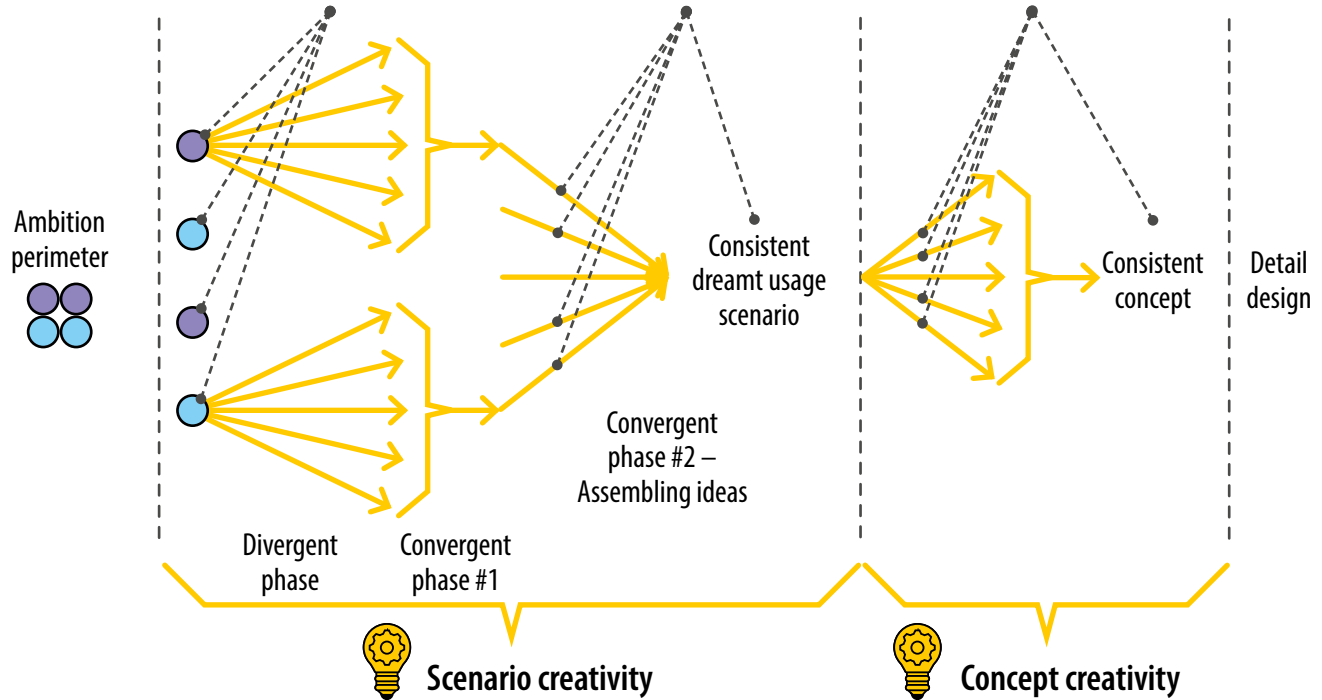 Ambition
perimeter
Consistent
dreamt usage
scenario
Consistent
concept
Detail
design
Convergent
phase #2 –
Assembling ideas
Divergent
phase
Convergent
phase #1
Scenario creativity
Concept creativity